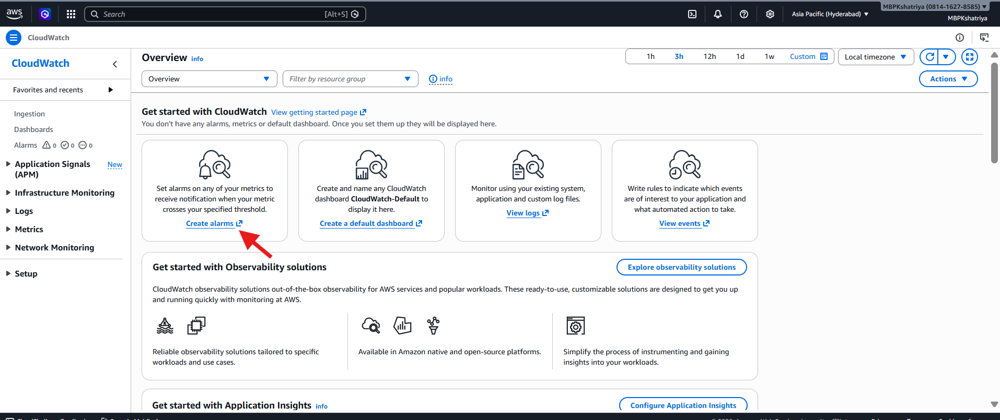 aws
Search [Alt+S]
Asia Pacific (Hyderabad)
MBPKshatriya (0814-1627-8585)
MBPKshatriya
CloudWatch
CloudWatch
Favorites and recents
Ingestion
Dashboards
Alarms 0 0 0
Application Signals New
(APM)
Infrastructure Monitoring
Logs
Metrics
Network Monitoring
Setup
Overview info
1h 3h 12h 1d 1w Custom
Local timezone
Overview
Filter by resource group
info
Actions
Get started with CloudWatch View getting started page
You don't have any alarms, metrics or default dashboard. Once you set them up they will be displayed here.
Set alarms on any of your metrics to
receive notification when your metric
crosses your specified threshold.
Create alarms
Create and name any CloudWatch
dashboard CloudWatch-Default to
display it here.
Create a default dashboard
Monitor using your existing system,
application and custom log files.
View logs
Write rules to indicate which events
are of interest to your application and
what automated action to take.
View events
Get started with Observability solutions
Explore observability solutions
CloudWatch observability solutions out-of-the-box observability for AWS services and popular workloads. These ready-to-use, customizable solutions are designed to get you up
and running quickly with monitoring at AWS.
Reliable observability solutions tailored to specific
workloads and use cases.
Available in Amazon native and open-source platforms.
Simplify the process of instrumenting and gaining
insights into your workloads.
Get started with Application Insights info
Configure Application Insights